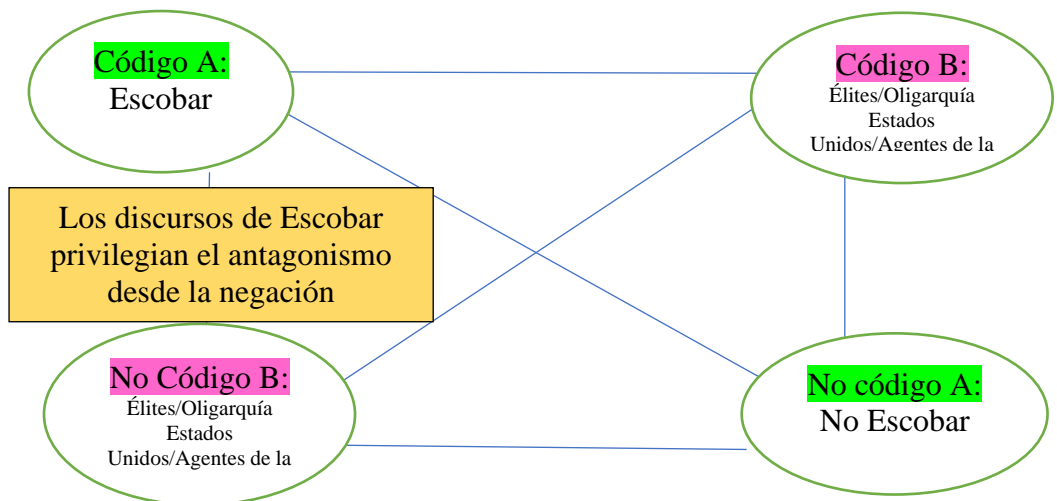 Código A:
Escobar
Código B:
Élites/Oligarquía
Estados
Unidos/Agentes de la
Los discursos de Escobar
privilegian el antagonismo
desde la negación
No Código B:
Élites/Oligarquía
Estados
Unidos/Agentes de la
No código A:
No Escobar